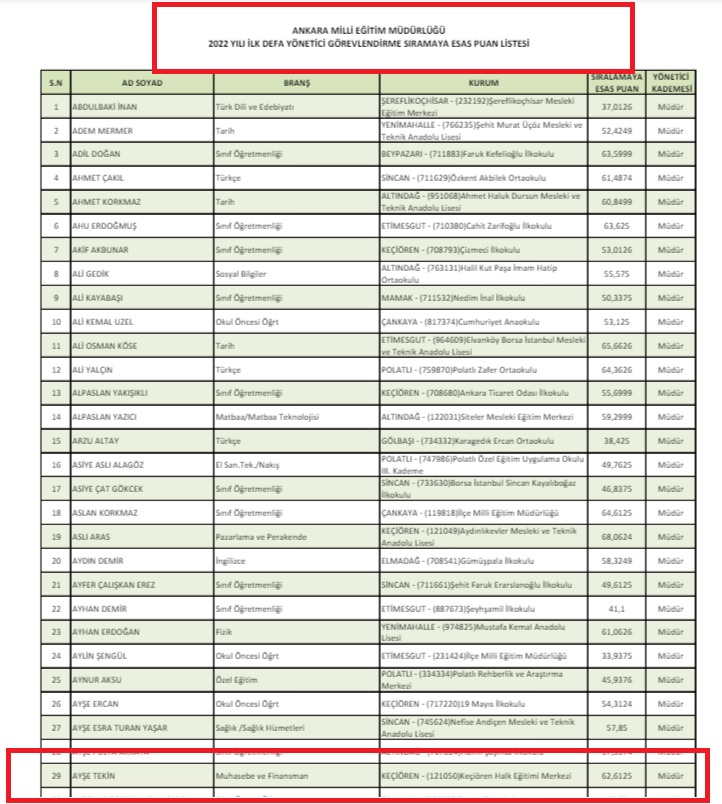 ANKARA MİLLİ EĞİTİM MÜDÜRLÜĞÜ
2022 YILI İLK DEFA YÖNETİCİ GÖREVLENDİRME SIRAMAYA ESAS PUAN LİSTESİ
S.N AD SOYAD BRANŞ KURUM SIRALAMAYA ESAS PUAN YÖNETİCİ KADEMESİ
1 ABDULBAKİ İNAN Türk Dili ve Edebiyatı ŞEREFLİKOÇHİSAR - (232192)Şereflikoçhisar Mesleki Eğitim Merkezi 37,0126 Müdür
2 ADEM MERMER Tarih YENİMAHALLE - (766235)Şehit Murat Üçöz Mesleki ve Teknik Anadolu Lisesi 52,4249 Müdür
3 ADİL DOĞAN Sınıf Öğretmenliği BEYPAZARI - (711883)Faruk Kefelioğlu İlkokulu 63,5999 Müdür
4 AHMET ÇAKIL Türkçe SİNCAN - (711629)Özkent Akbilek Ortaokulu 61,4874 Müdür
5 AHMET KORKMAZ Tarih ALTINDAĞ - (951068)Ahmet Haluk Dursun Mesleki ve Teknik Anadolu Lisesi 60,8499 Müdür
6 AHU ERDOĞMUŞ Sınıf Öğretmenliği ETİMESGUT - (710380)Cahit Zarifoğlu İlkokulu 63,625 Müdür
7 AKİF AKBUNAR Sınıf Öğretmenliği KEÇİÖREN - (708793)Çizmeci İlkokulu 53,0126 Müdür
8 ALİ GEDİK Sosyal Bilgiler ALTINDAĞ - (763131)Halil Kut Paşa İmam Hatip Ortaokulu 55,575 Müdür
9 ALİ KAYABAŞI Sınıf Öğretmenliği MAMAK - (711532)Nedim İnal İlkokulu 50,3375 Müdür
10 ALİ KEMAL UZEL Okul Öncesi Öğrt ÇANKAYA - (817374)Cumhuriyet Anaokulu 53,125 Müdür
11 ALİ OSMAN KÖSE Tarih ETİMESGUT - (964609)Elvanköy Borsa İstanbul Mesleki ve Teknik Anadolu Lisesi 65,6626 Müdür
12 ALİ YALÇIN Türkçe POLATLI - (759870)Polatlı Zafer Ortaokulu 64,3626 Müdür
13 ALPASLAN YAKIŞIKLI Sınıf Öğretmenliği KEÇİÖREN - (708680)Ankara Ticaret Odası İlkokulu 55,6999 Müdür
14 ALPASLAN YAZICI Matbaa/Matbaa Teknolojisi ALTINDAĞ - (122031)Siteler Mesleki Eğitim Merkezi 59,2999 Müdür
15 ARZU ALTAY Türkçe GÖLBAŞI - (734332)Karagedik Ercan Ortaokulu 38,425 Müdür
16 ASİYE ASLI ALAGÖZ El San.Tek./Nakış POLATLI - (747986)Polatlı Özel Eğitim Uygulama Okulu III. Kademe 49,7625 Müdür
17 ASİYE ÇAT GÖKCEK Sınıf Öğretmenliği SİNCAN - (733630)Borsa İstanbul Sincan Kayalıboğaz İlkokulu 46,8375 Müdür
18 ASLAN KORKMAZ Sınıf Öğretmenliği ÇANKAYA - (119818)İlçe Milli Eğitim Müdürlüğü 64,6125 Müdür
19 ASLI ARAS Pazarlama ve Perakende KEÇİÖREN - (121049)Aydınlıkevler Mesleki ve Teknik Anadolu Lisesi 68,0624 Müdür
20 AYDIN DEMİR İngilizce ELMADAĞ - (708541)Gümüşpala İlkokulu 58,3249 Müdür
21 AYFER ÇALIŞKAN EREZ Sınıf Öğretmenliği SİNCAN - (711661)Şehit Faruk Erarslanoğlu İlkokulu 49,6125 Müdür
22 AYHAN DEMİR Sınıf Öğretmenliği ETİMESGUT - (887673)Şeyhşamil İlkokulu 41,1 Müdür
23 AYHAN ERDOĞAN Fizik YENİMAHALLE - (974825)Mustafa Kemal Anadolu Lisesi 61,0626 Müdür
24 AYLİN ŞENGÜL Okul Öncesi Öğrt ETİMESGUT - (231424)İlçe Milli Eğitim Müdürlüğü 33,9375 Müdür
25 AYNUR AKSU Özel Eğitim POLATLI - (334334)Polatlı Rehberlik ve Araştırma Merkezi 45,9376 Müdür
26 AYŞE ERCAN Okul Öncesi Öğrt KEÇİÖREN - (717220)19 Mayıs İlkokulu 54,3124 Müdür
27 AYŞE ESRA TURAN YAŞAR Sağlık /Sağlık Hizmetleri SİNCAN - (745624)Nefise Andiçen Mesleki ve Teknik Anadolu Lisesi 57,85 Müdür
29 AYŞE TEKİN Muhasebe ve Finansman KEÇİÖREN - (121050)Keçiören Halk Eğitimi Merkezi 62,6125 Müdür